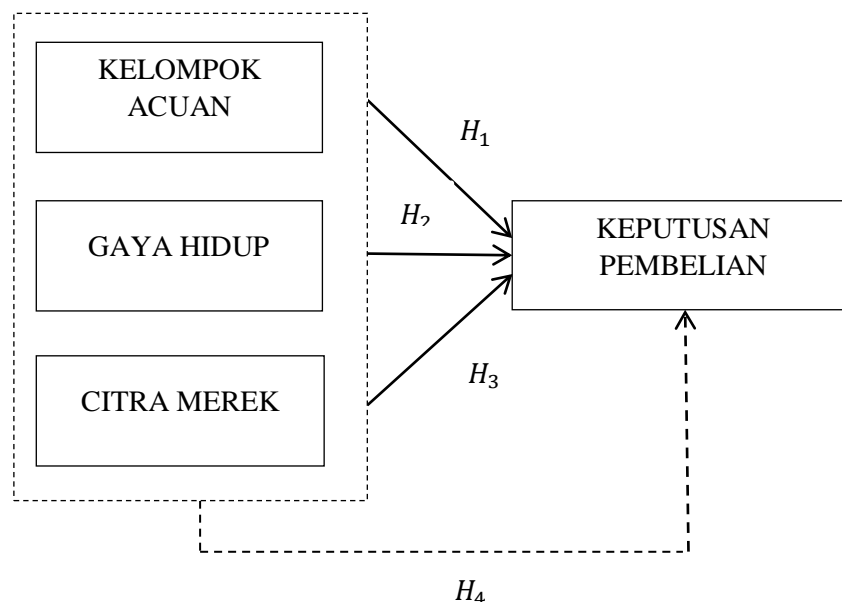 KELOMPOK
ACUAN
H₁
GAYA HIDUP
H₂
KEPUTUSAN
PEMBELIAN
CITRA MEREK
H₃
H₄